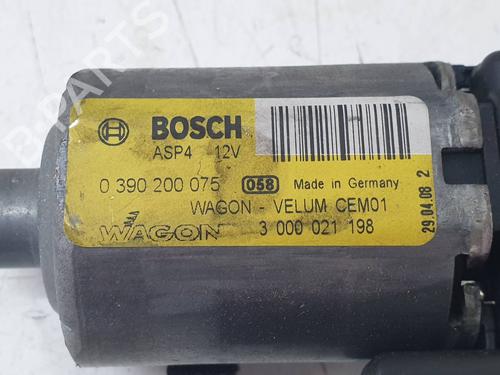 BOSCH
ASP4 12V
0 390 200 075 058 Made in Germany
WAGON - VELUM CEM01
WAGON 3 000 021 198
29.04.08 2
B-PARTS